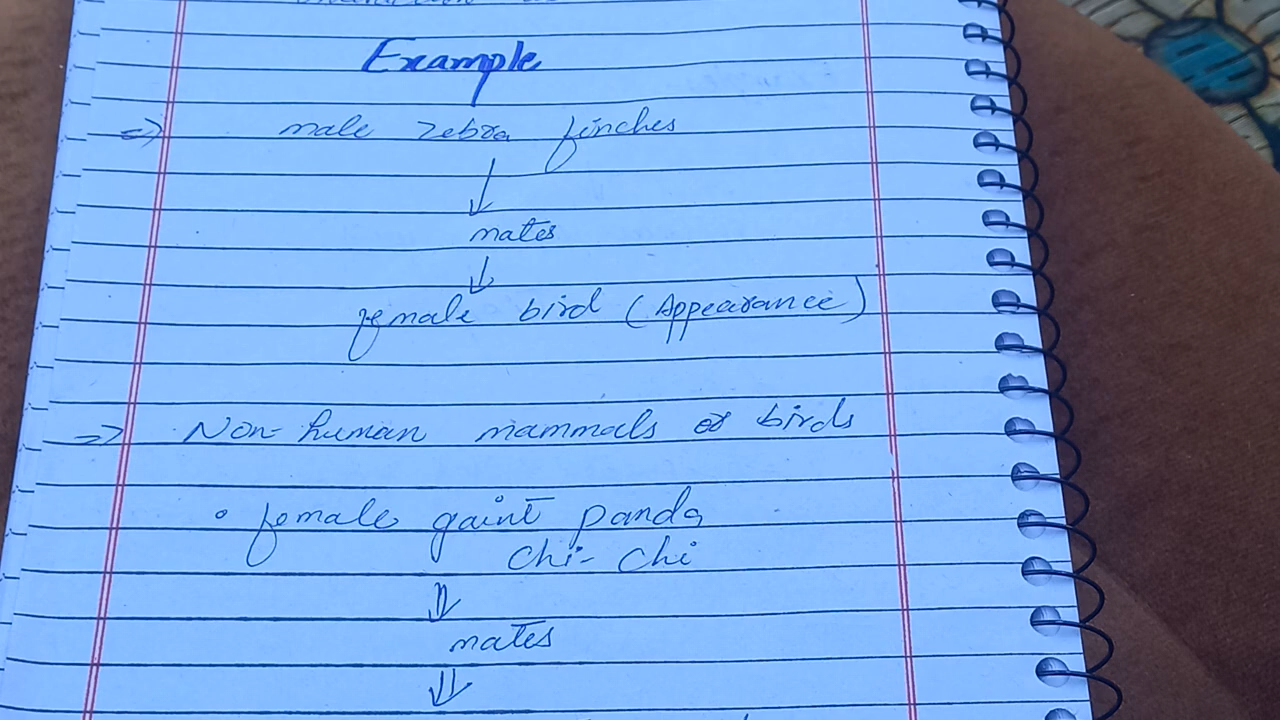 Example
=> male zebra finches
↓
mates
↓
female bird (Appearance)
=> Non-human mammals or birds
• female gaint panda
chi-chi
⇓
mates
⇓